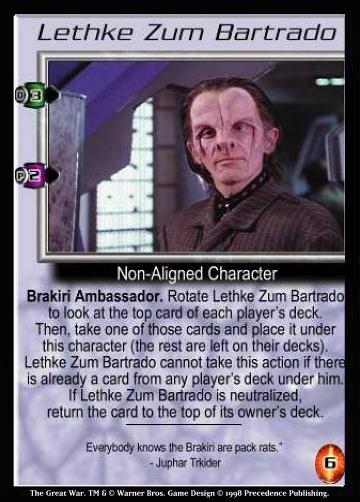 Lethke Zum Bartrado
D 3
P 2
Non-Aligned Character
Brakiri Ambassador. Rotate Lethke Zum Bartrado
to look at the top card of each player's deck.
Then, take one of those cards and place it under
this character (the rest are left on their decks).
Lethke Zum Bartrado cannot take this action if there
is already a card from any player's deck under him.
If Lethke Zum Bartrado is neutralized,
return the card to the top of its owner's deck.
Everybody knows the Brakiri are pack rats."
- Juphar Trkider
6
The Great War. TM & © Warner Bros. Game Design © 1998 Precedence Publishing.